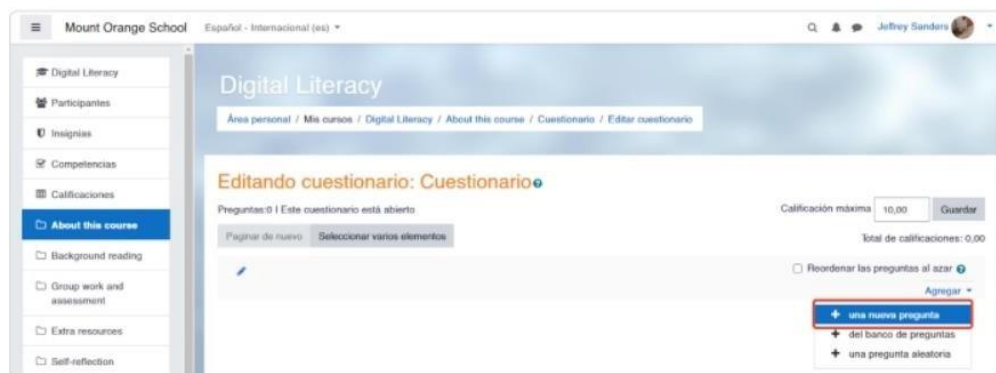 Mount Orange School Español - Internacional (es)
Jeffrey Sanders
Digital Literacy
Participantes
Insignias
Competencias
Calificaciones
About this course
Background reading
Group work and
assessment
Extra resources
Self-reflection
Digital Literacy
Área personal / Mis cursos / Digital Literacy / About this course / Cuestionario / Editar cuestionario
Editando cuestionario: Cuestionario
Preguntas:0 | Este cuestionario está abierto
Calificación máxima 10,00 Guardar
Paginar de nuevo Seleccionar varios elementos
Total de calificaciones: 0,00
Reordenar las preguntas al azar
Agregar
una nueva pregunta
del banco de preguntas
una pregunta aleatoria